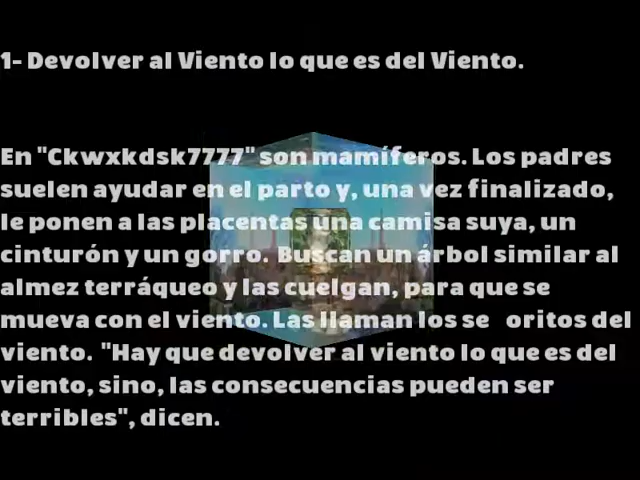 1- Devolver al Viento lo que es del Viento.
En "Ckwxkdsk7777" son mamíferos. Los padres
suelen ayudar en el parto y, una vez finalizado,
le ponen a las placentas una camisa suya, un
cinturón y un gorro. Buscan un árbol similar al
almez terráqueo y las cuelgan, para que se
mueva con el viento. Las llaman los se oritos del
viento. "Hay que devolver al viento lo que es del
viento, sino, las consecuencias pueden ser
terribles", dicen.